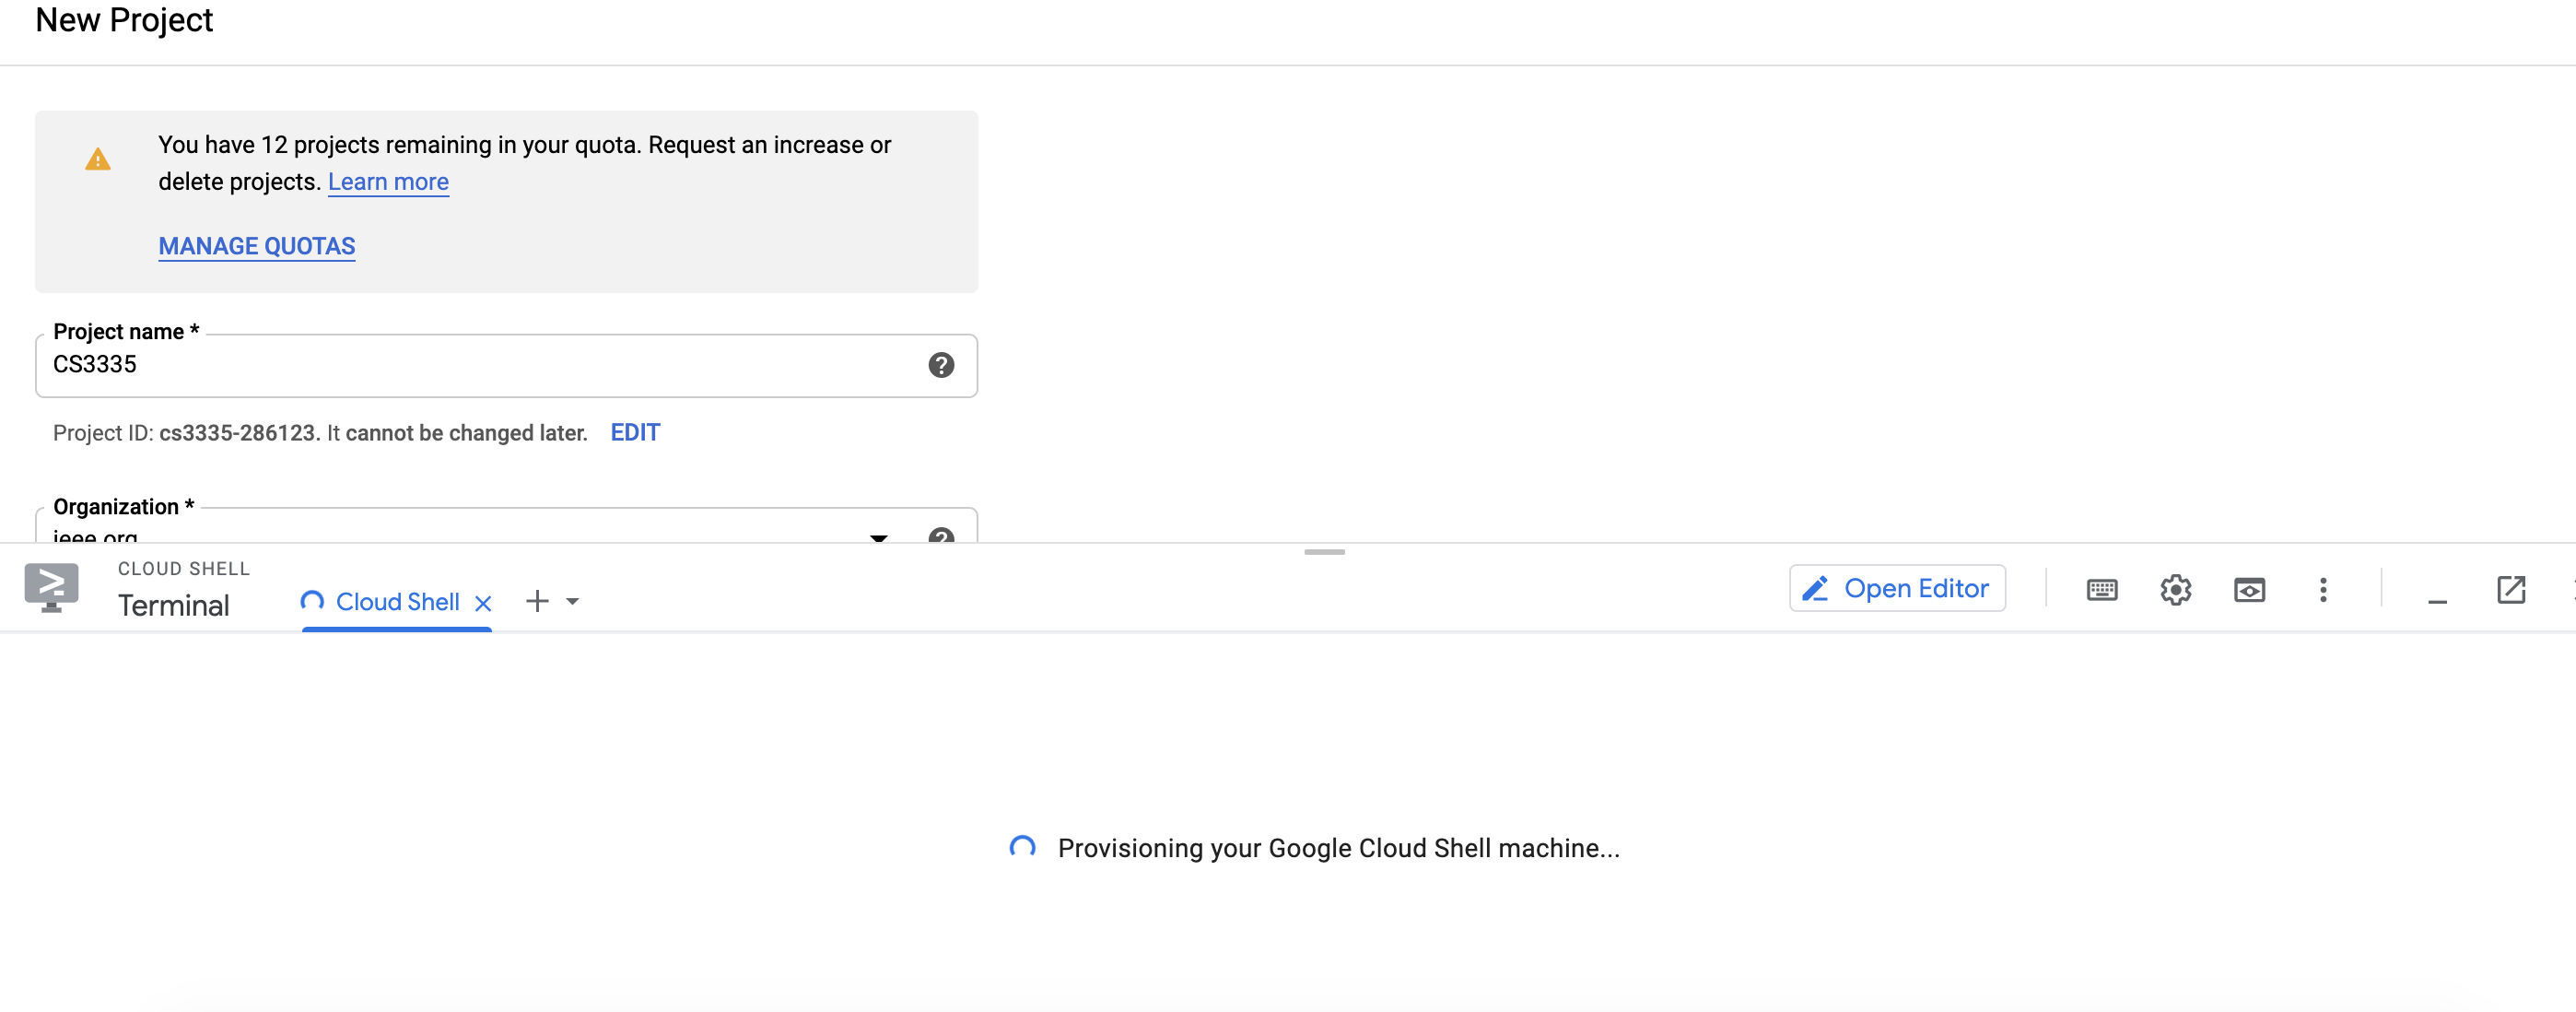 New Project
You have 12 projects remaining in your quota. Request an increase or
delete projects. Learn more
MANAGE QUOTAS
Project name *
CS3335
Project ID: cs3335-286123. It cannot be changed later. EDIT
Organization *
ieee.org
CLOUD SHELL
Terminal
Cloud Shell
Open Editor
Provisioning your Google Cloud Shell machine...